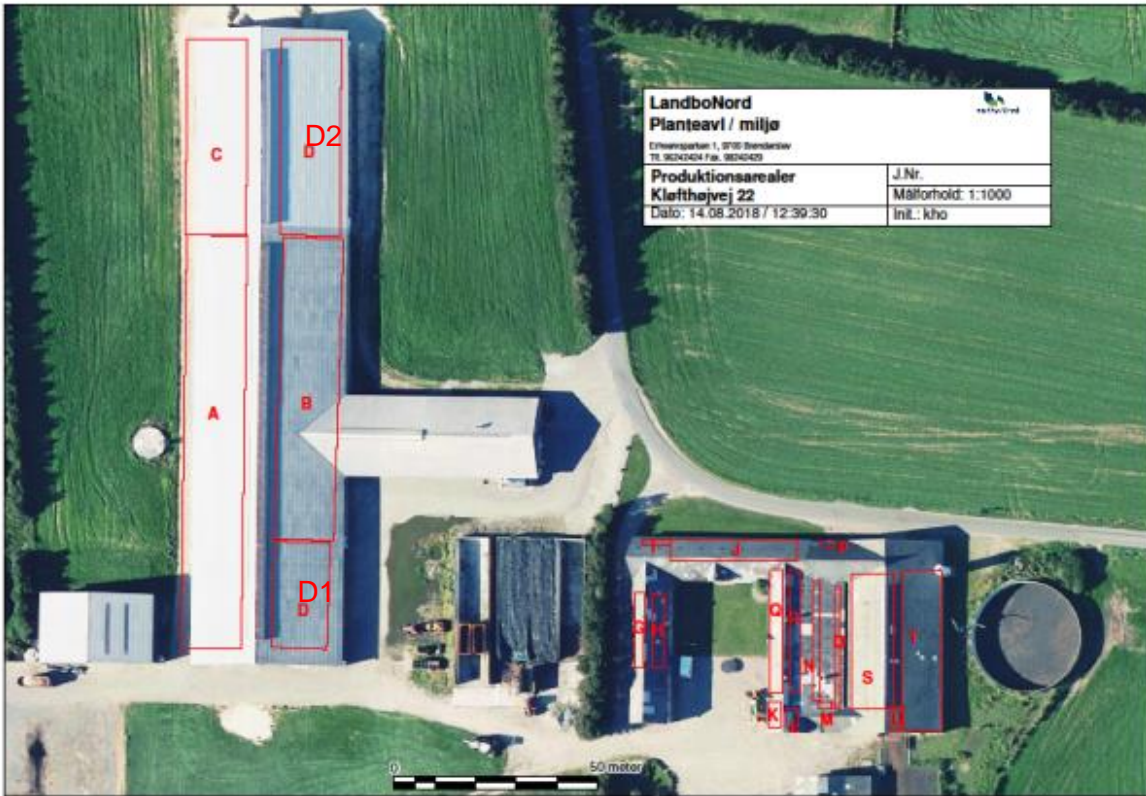 LandboNord
Planteavl / miljø
Produktionsarealer
Kløfthøjvej 22
Dato: 14.08.2018 / 12:39:30
J.Nr.
Målforhold: 1:1000
Init.: kho
D2
D
C
A
B
D1
D
J
G
Q
N
S
T
K
M
0
50 meter